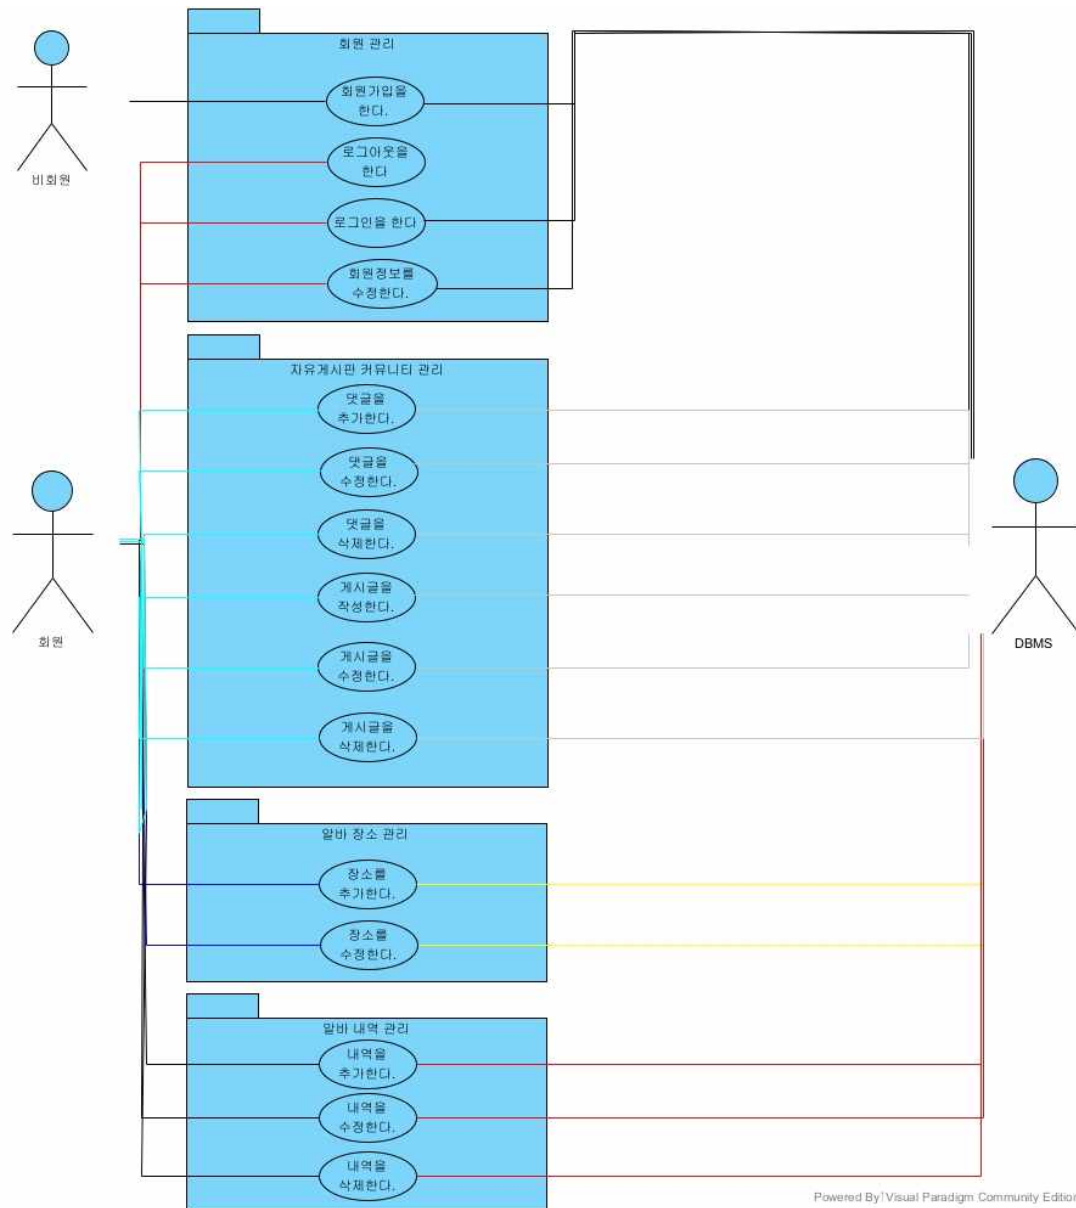 회원 관리
회원가입을
한다.
비회원
로그아웃을
한다
로그인을 한다
회원정보를
수정한다.
자유게시판 커뮤니티 관리
댓글을
추가한다.
댓글을
수정한다.
댓글을
삭제한다.
회원
DBMS
게시글을
작성한다.
게시글을
수정한다.
게시글을
삭제한다.
알바 장소 관리
장소를
추가한다.
장소를
수정한다.
알바 내역 관리
내역을
추가한다.
내역을
수정한다.
내역을
삭제한다.
Powered By Visual Paradigm Community Edition